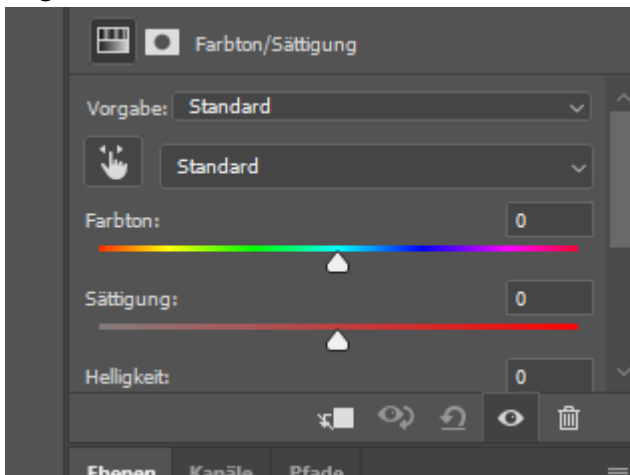 Farbton/Sättigung
Vorgabe: Standard
Standard
Farbton: 0
Sättigung: 0
Helligkeit: 0
Ebenen Kanäle Pfade